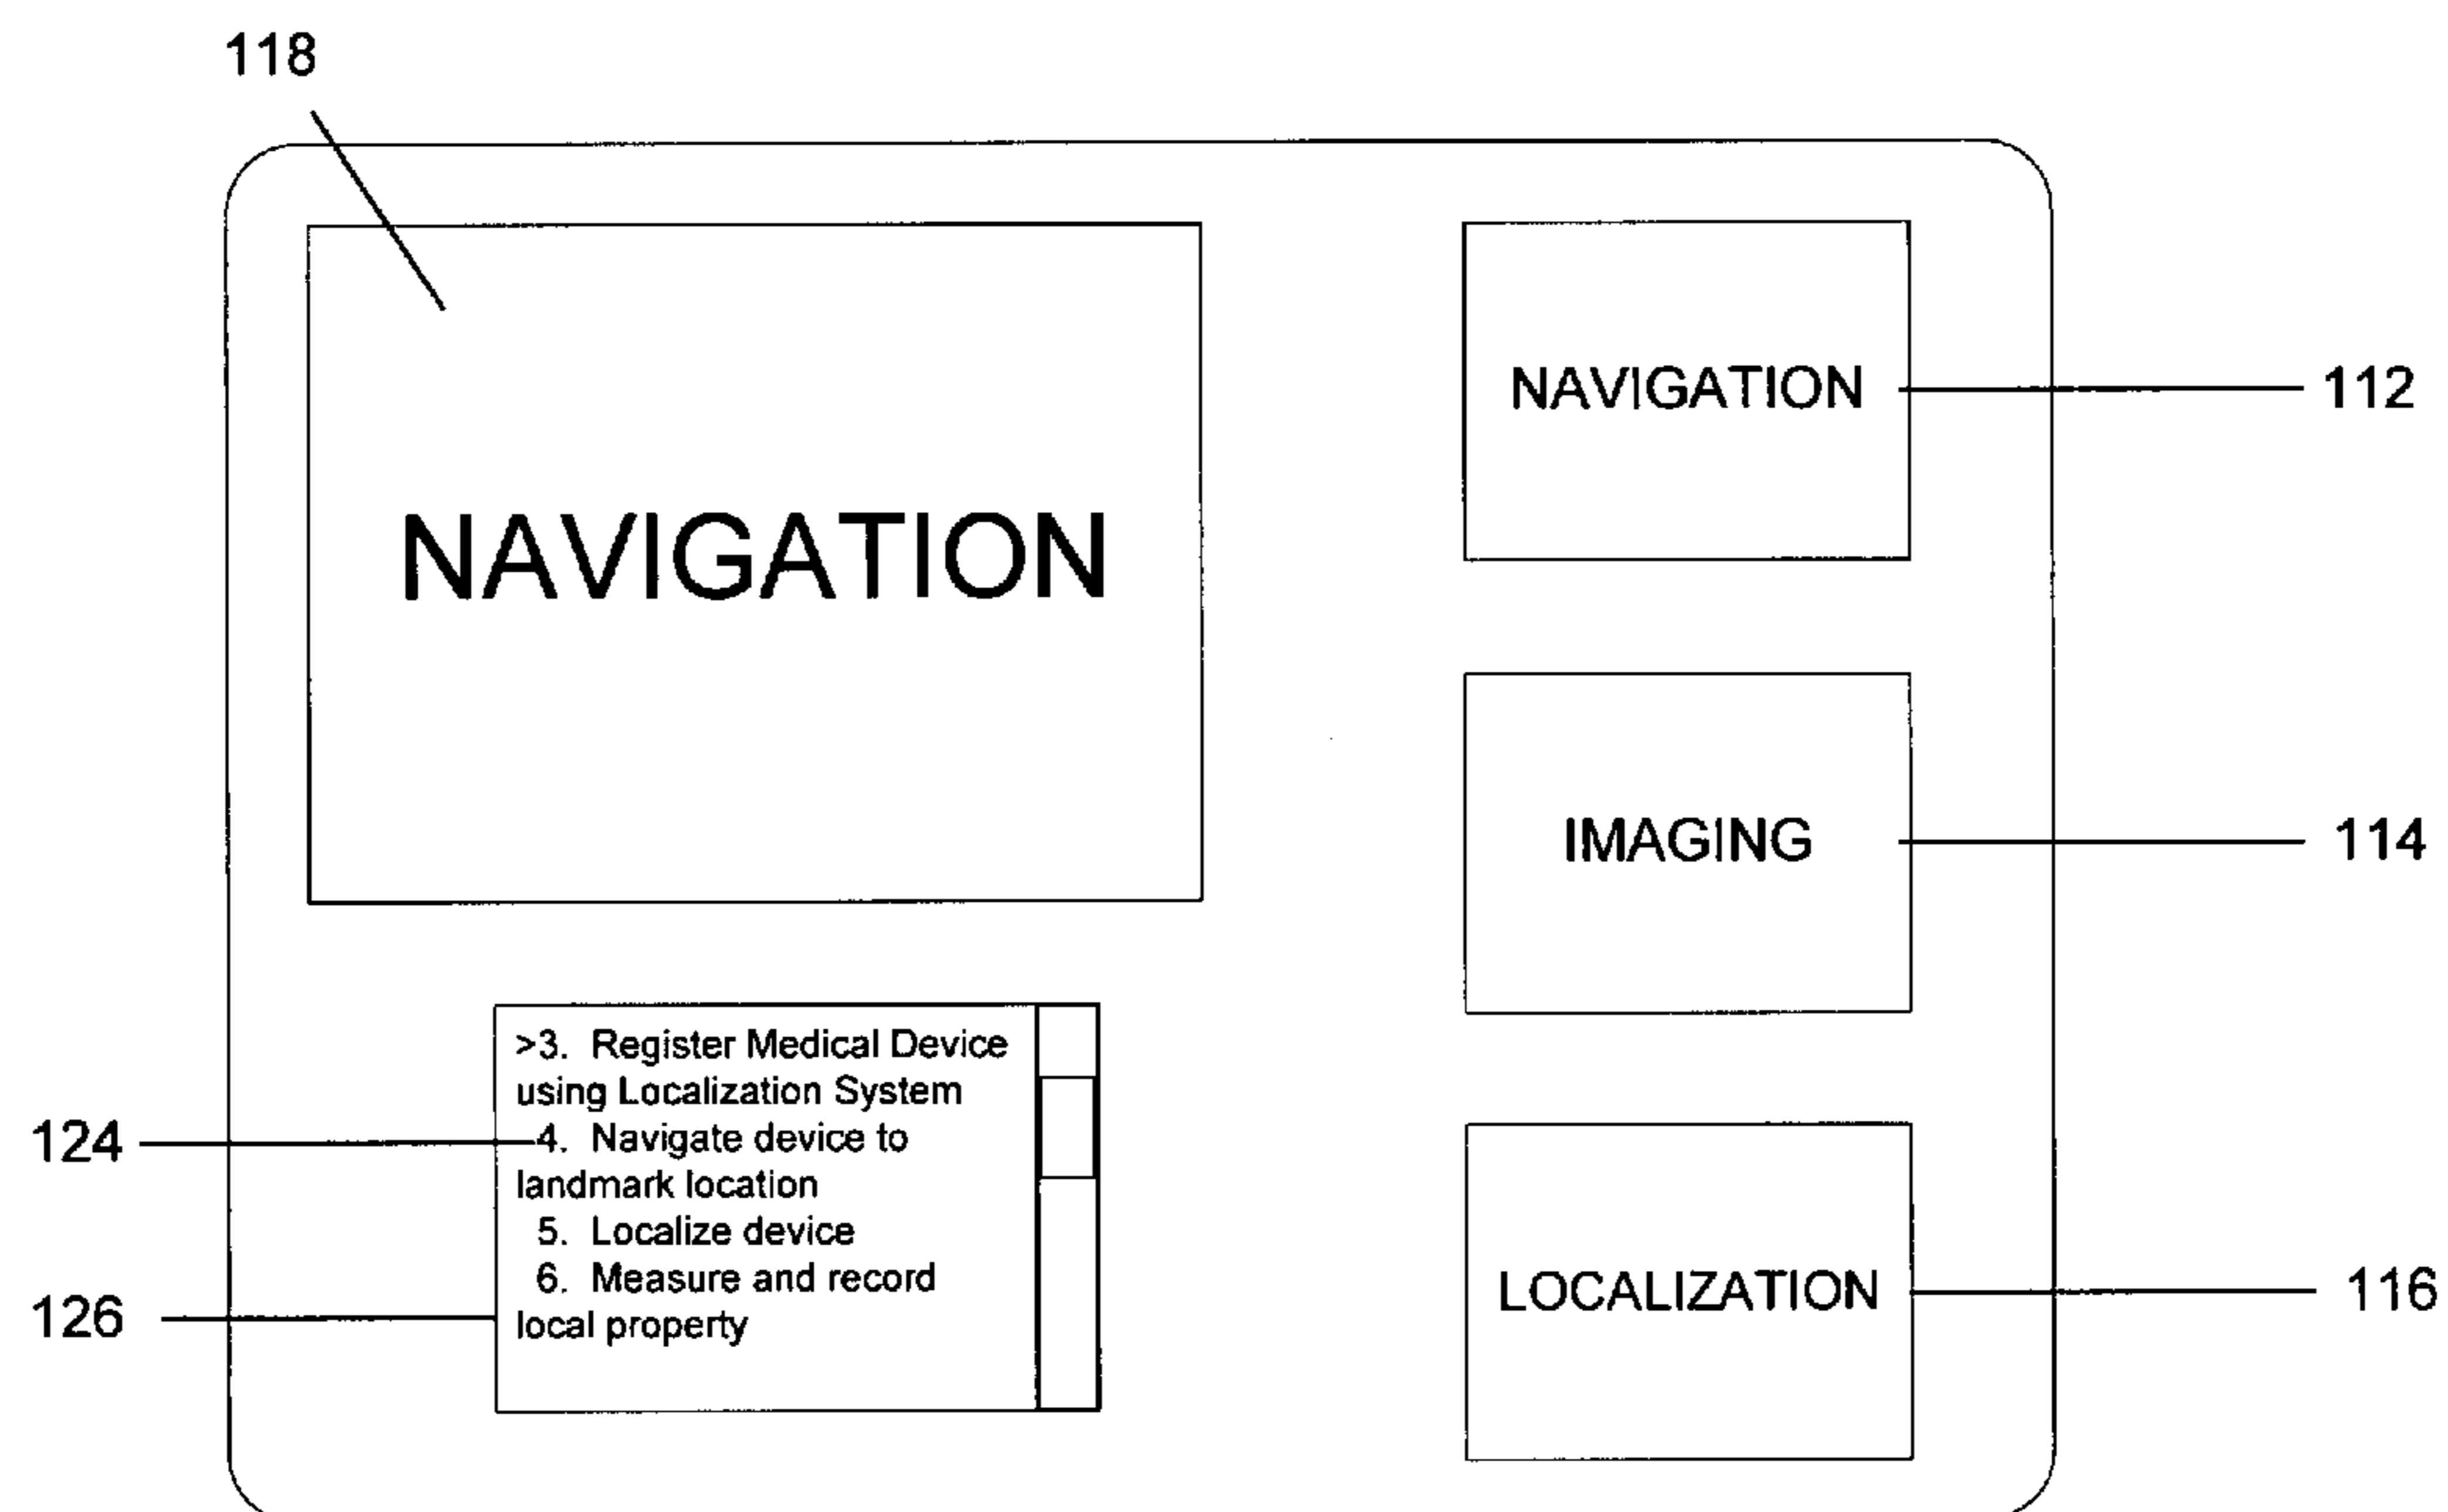 118
NAVIGATION
112
NAVIGATION
IMAGING
114
>3. Register Medical Device
using Localization System
124
4. Navigate device to
landmark location
5. Localize device
6. Measure and record
126
local property
LOCALIZATION
116